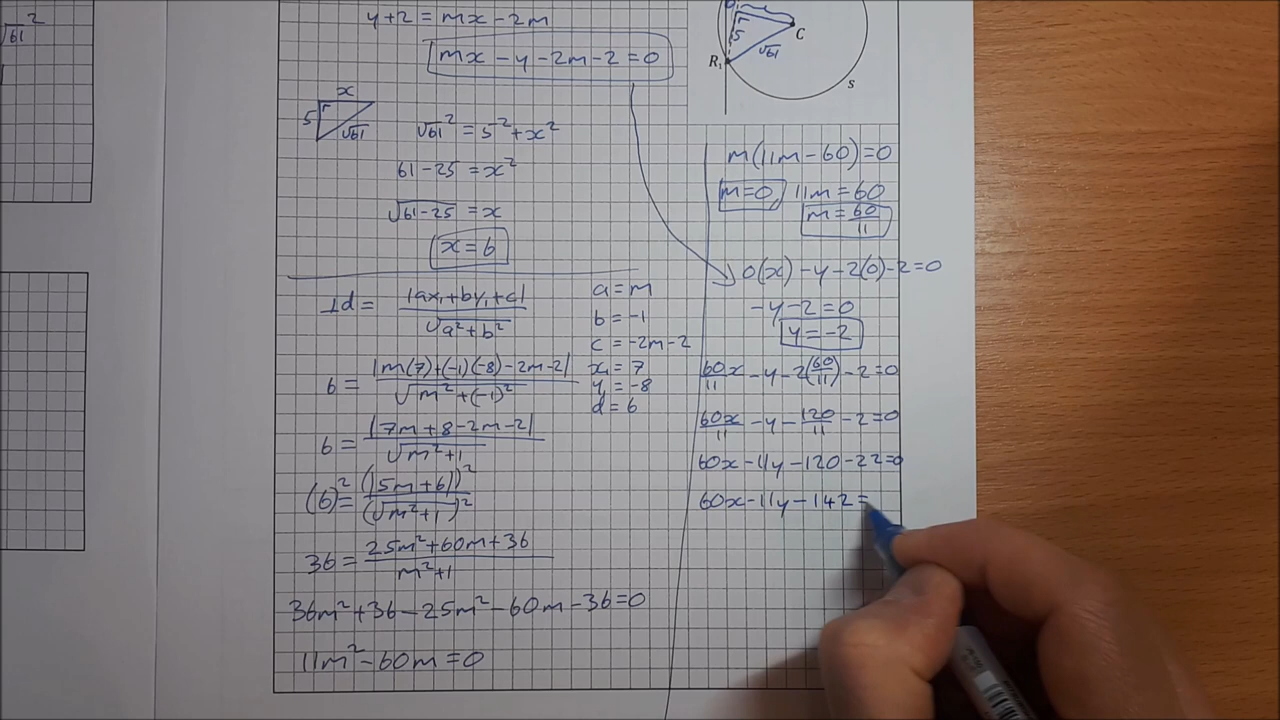 √61²
y+2 = mx-2m
mx-y-2m-2=0
x
5
√61
√61² = 5²+x²
61-25 = x²
√61-25 = x
x=6
⊥d = |ax₁+by₁+c| / √a²+b²
a=m
b=-1
c=-2m-2
x₁=7
y₁=-8
d=6
6 = |m(7)+(-1)(-8)-2m-2| / √m²+(-1)²
6 = |7m+8-2m-2| / √m²+1
(6)² = (|5m+6|)² / (√m²+1)²
36 = 25m²+60m+36 / m²+1
36m²+36-25m²-60m-36=0
11m²-60m=0
5
C
R₁
√61
s
m(11m-60)=0
m=0, 11m=60
m=60/11
0(x)-y-2(0)-2=0
-y-2=0
y=-2
60/11x-y-2(60/11)-2=0
60x/11-y-120/11-2=0
60x-11y-120-22=0
60x-11y-142=